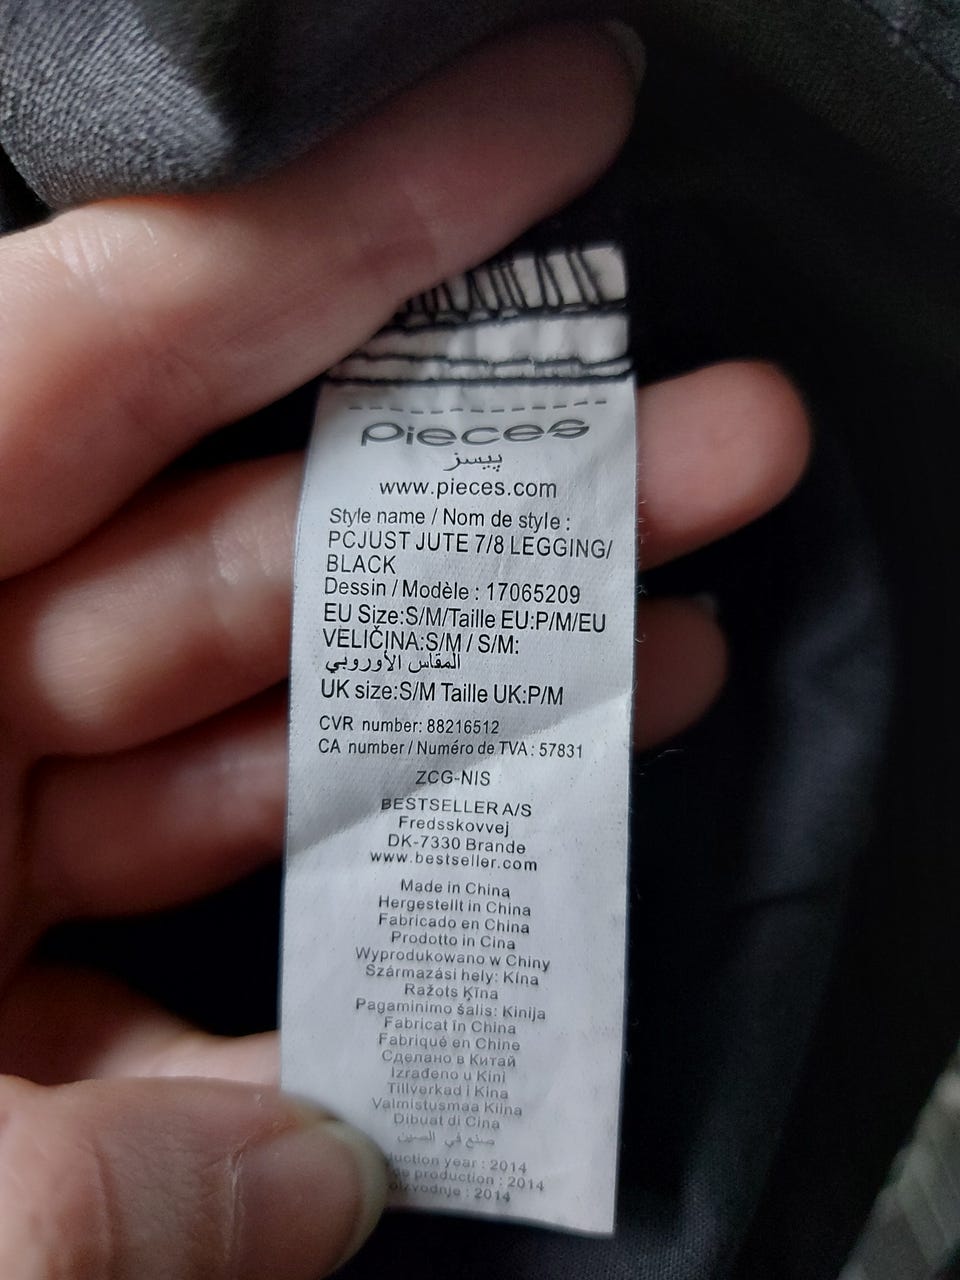 pieces
پيسز
www.pieces.com
Style name / Nom de style :
PCJUST JUTE 7/8 LEGGING/
BLACK
Dessin / Modèle : 17065209
EU Size:S/M/Taille EU:P/M/EU
VELIČINA:S/M / S/M:
المقاس الأوروبي
UK size:S/M Taille UK:P/M
CVR number: 88216512
CA number / Numéro de TVA : 57831
ZCG-NIS
BESTSELLER A/S
Fredsskovvej
DK-7330 Brande
www.bestseller.com
Made in China
Hergestellt in China
Fabricado en China
Prodotto in Cina
Wyprodukowano w Chiny
Származási hely: Kína
Ražots Ķīna
Pagaminimo šalis: Kinija
Fabricat în China
Fabriqué en Chine
Сделано в Китай
Izrađeno u Kini
Tillverkad i Kina
Valmistusmaa Kiina
Dibuat di Cina
صنع في الصين
year : 2014
production : 2014
: 2014